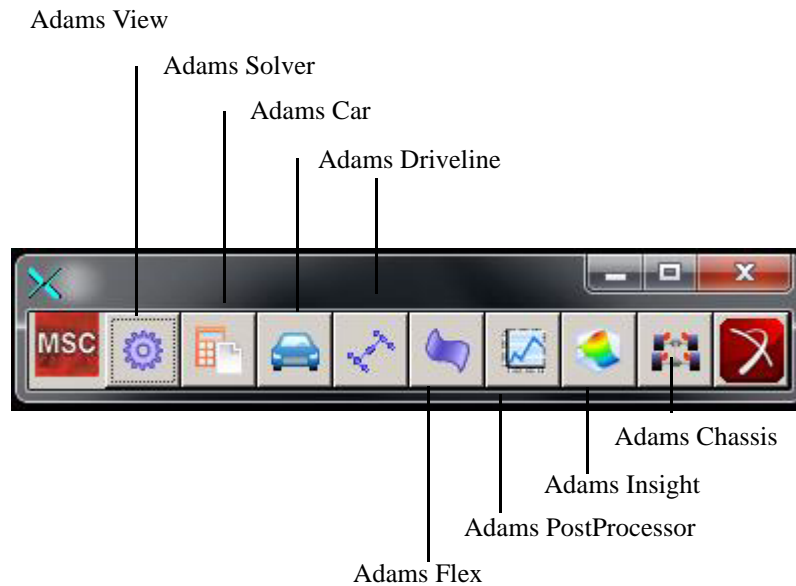 Adams View
Adams Solver
Adams Car
Adams Driveline
MSC
Adams Chassis
Adams Insight
Adams PostProcessor
Adams Flex